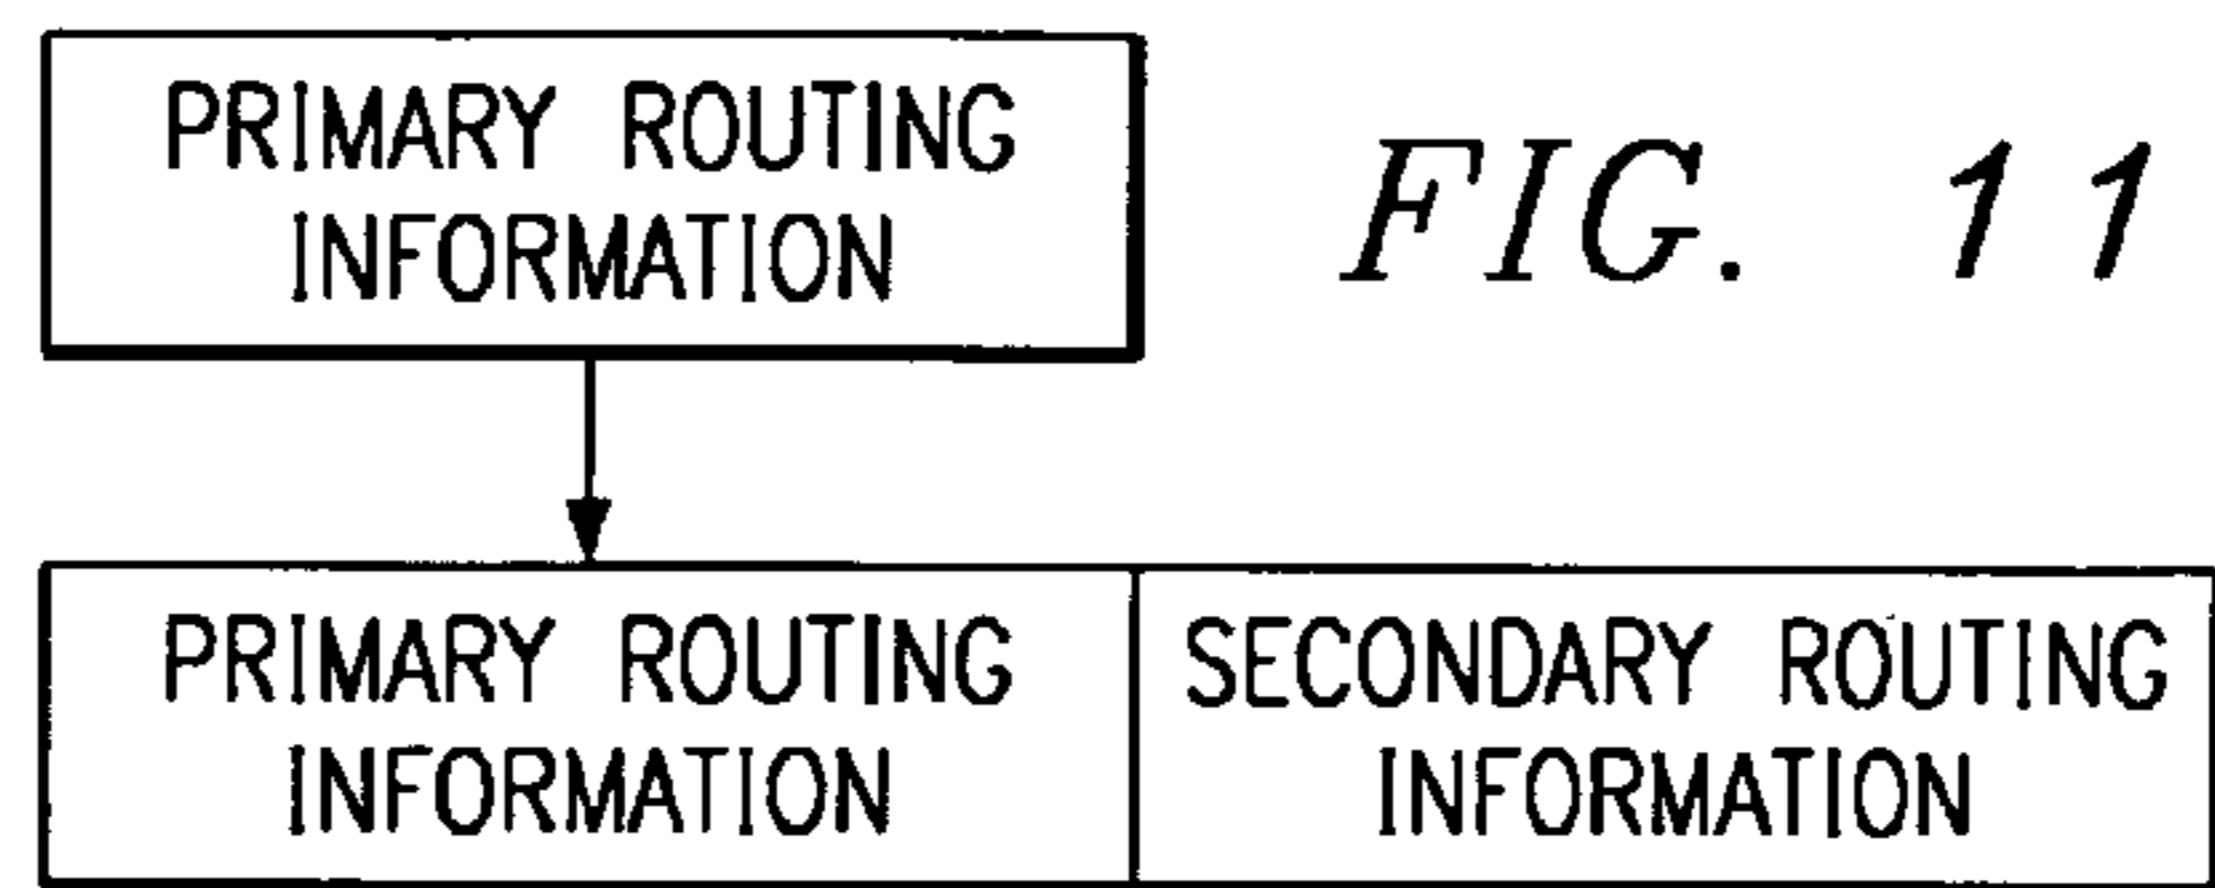 PRIMARY ROUTING
INFORMATION
FIG. 11
PRIMARY ROUTING
INFORMATION
SECONDARY ROUTING
INFORMATION